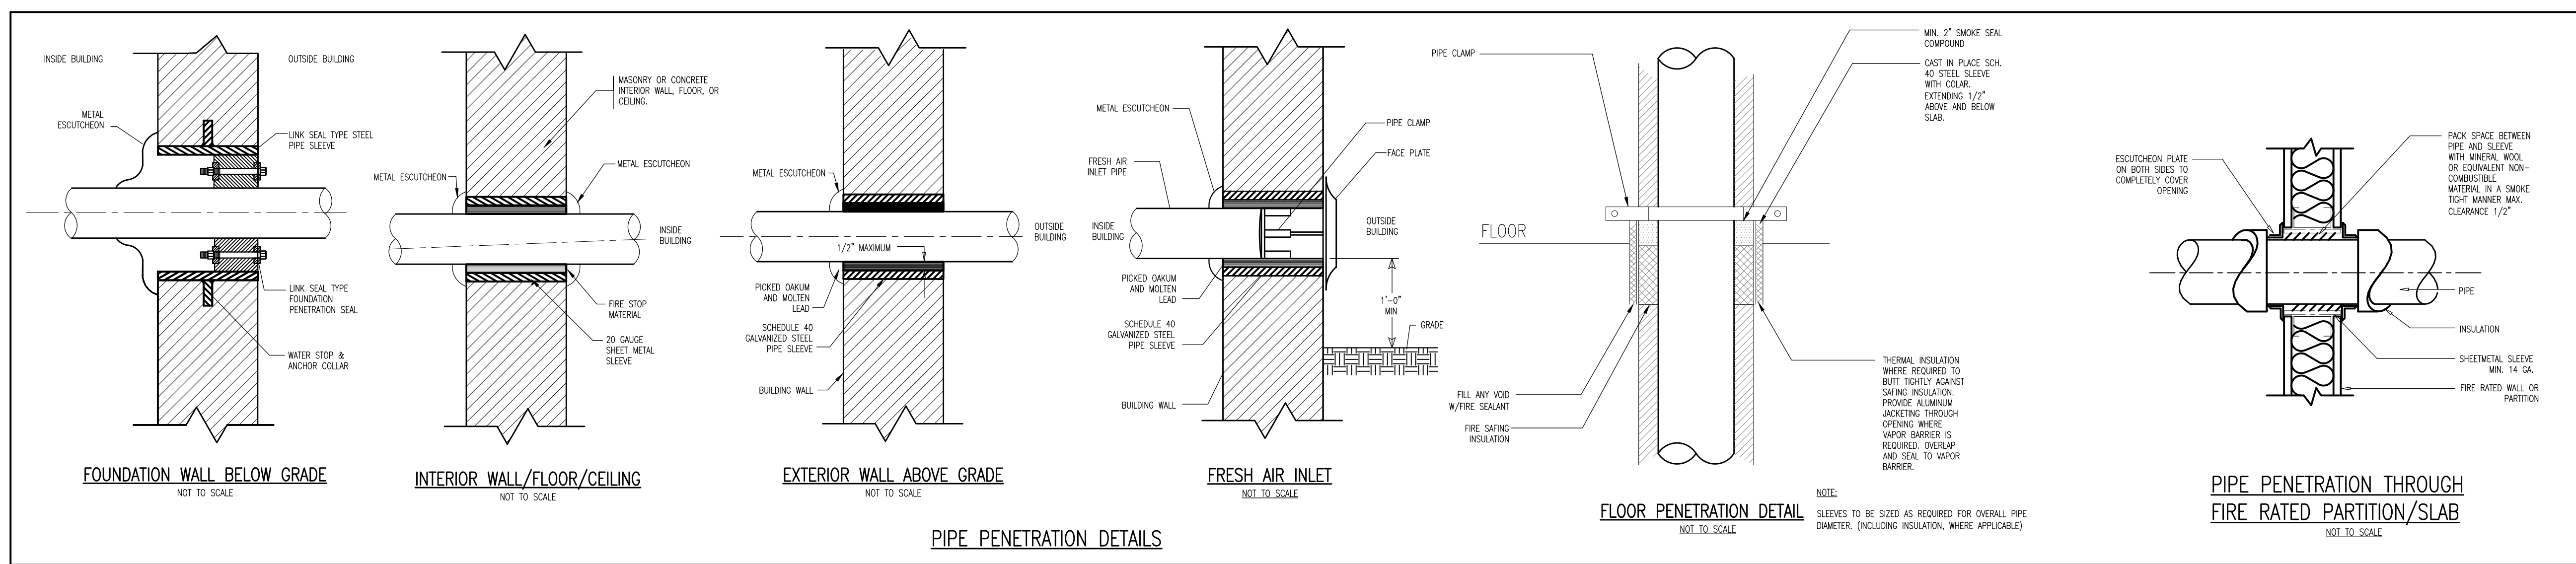 INSIDE BUILDING
OUTSIDE BUILDING
METAL
ESCUTCHEON
LINK SEAL TYPE STEEL
PIPE SLEEVE
LINK SEAL TYPE
FOUNDATION
PENETRATION SEAL
WATER STOP &
ANCHOR COLLAR
FOUNDATION WALL BELOW GRADE
NOT TO SCALE
MASONRY OR CONCRETE
INTERIOR WALL, FLOOR, OR
CEILING.
METAL ESCUTCHEON
METAL ESCUTCHEON
INSIDE
BUILDING
FIRE STOP
MATERIAL
20 GAUGE
SHEET METAL
SLEEVE
INTERIOR WALL/FLOOR/CEILING
NOT TO SCALE
METAL ESCUTCHEON
OUTSIDE
BUILDING
1/2" MAXIMUM
PICKED OAKUM
AND MOLTEN
LEAD
SCHEDULE 40
GALVANIZED STEEL
PIPE SLEEVE
BUILDING WALL
EXTERIOR WALL ABOVE GRADE
NOT TO SCALE
METAL ESCUTCHEON
PIPE CLAMP
FACE PLATE
FRESH AIR
INLET PIPE
INSIDE
BUILDING
OUTSIDE
BUILDING
PICKED OAKUM
AND MOLTEN
LEAD
1'-0"
MIN
SCHEDULE 40
GALVANIZED STEEL
PIPE SLEEVE
GRADE
BUILDING WALL
FRESH AIR INLET
NOT TO SCALE
PIPE PENETRATION DETAILS
PIPE CLAMP
MIN. 2" SMOKE SEAL
COMPOUND
CAST IN PLACE SCH.
40 STEEL SLEEVE
WITH COLAR.
EXTENDING 1/2"
ABOVE AND BELOW
SLAB.
FLOOR
FILL ANY VOID
W/FIRE SEALANT
FIRE SAFING
INSULATION
THERMAL INSULATION
WHERE REQUIRED TO
BUTT TIGHTLY AGAINST
SAFING INSULATION.
PROVIDE ALUMINUM
JACKETING THROUGH
OPENING WHERE
VAPOR BARRIER IS
REQUIRED. OVERLAP
AND SEAL TO VAPOR
BARRIER.
FLOOR PENETRATION DETAIL
NOT TO SCALE
NOTE:
SLEEVES TO BE SIZED AS REQUIRED FOR OVERALL PIPE
DIAMETER. (INCLUDING INSULATION, WHERE APPLICABLE)
ESCUTCHEON PLATE
ON BOTH SIDES TO
COMPLETELY COVER
OPENING
PACK SPACE BETWEEN
PIPE AND SLEEVE
WITH MINERAL WOOL
OR EQUIVALENT NON-
COMBUSTIBLE
MATERIAL IN A SMOKE
TIGHT MANNER MAX.
CLEARANCE 1/2"
PIPE
INSULATION
SHEETMETAL SLEEVE
MIN. 14 GA.
FIRE RATED WALL OR
PARTITION
PIPE PENETRATION THROUGH
FIRE RATED PARTITION/SLAB
NOT TO SCALE